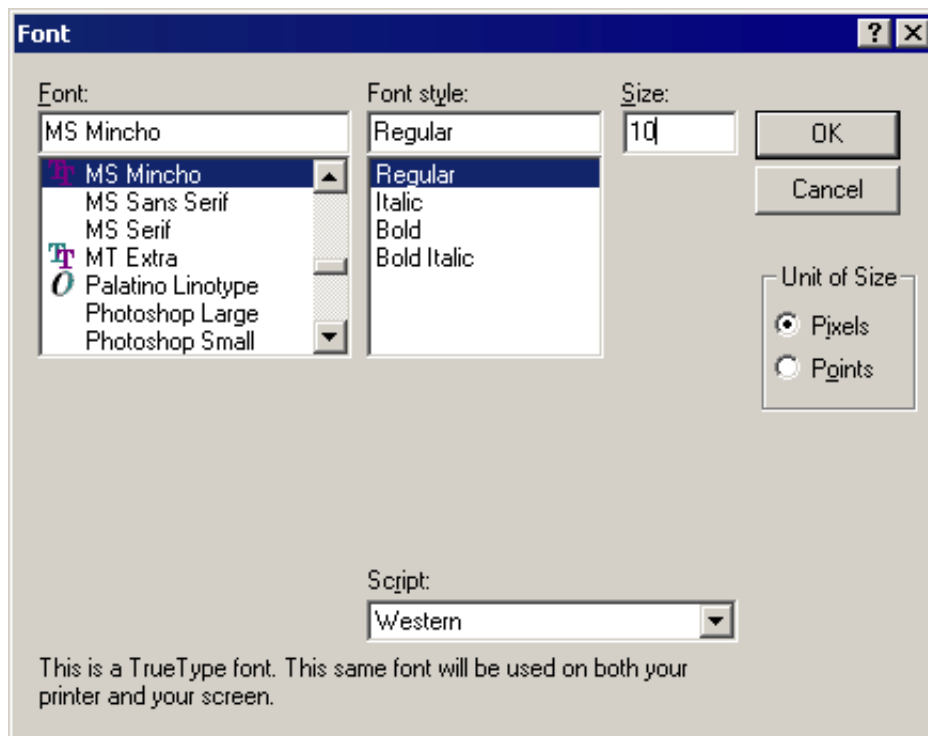 Font
Font:
MS Mincho
MS Mincho
MS Sans Serif
MS Serif
MT Extra
Palatino Linotype
Photoshop Large
Photoshop Small
Font style:
Regular
Regular
Italic
Bold
Bold Italic
Size:
10
OK
Cancel
Unit of Size
Pixels
Points
Script:
Western
This is a TrueType font. This same font will be used on both your
printer and your screen.